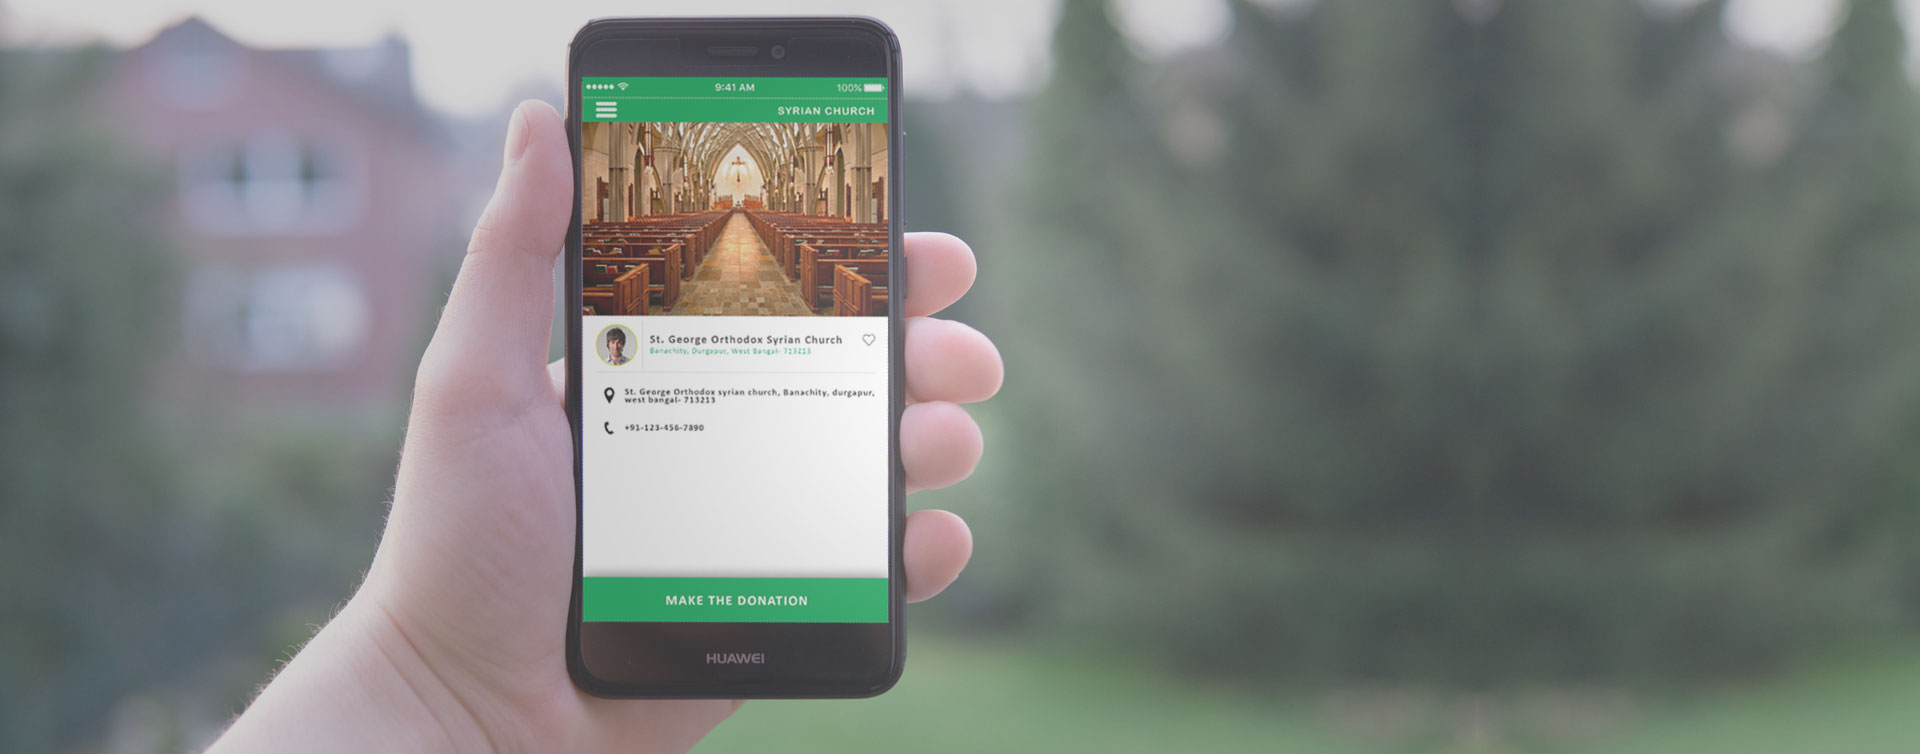 9:41 AM 100%
SYRIAN CHURCH
St. George Orthodox Syrian Church
Banachity, Durgapur, West Bangal- 713213
St. George Orthodox syrian church, Banachity, durgapur,
west bangal- 713213
+91-123-456-7890
MAKE THE DONATION
HUAWEI